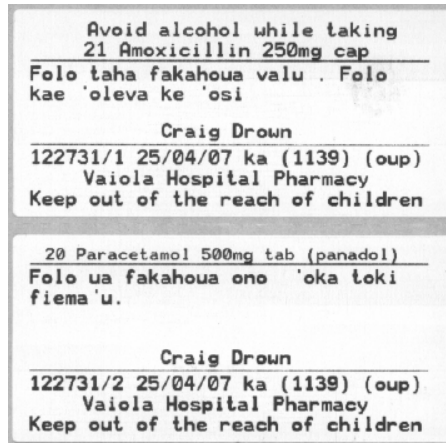 Avoid alcohol while taking
21 Amoxicillin 250mg cap
Folo taha fakahoua valu . Folo
kae 'oleva ke 'osi
Craig Drown
122731/1 25/04/07 ka (1139) (oup)
Vaiola Hospital Pharmacy
Keep out of the reach of children
20 Paracetamol 500mg tab (panadol)
Folo ua fakahoua ono 'oka toki
fiema'u.
Craig Drown
122731/2 25/04/07 ka (1139) (oup)
Vaiola Hospital Pharmacy
Keep out of the reach of children